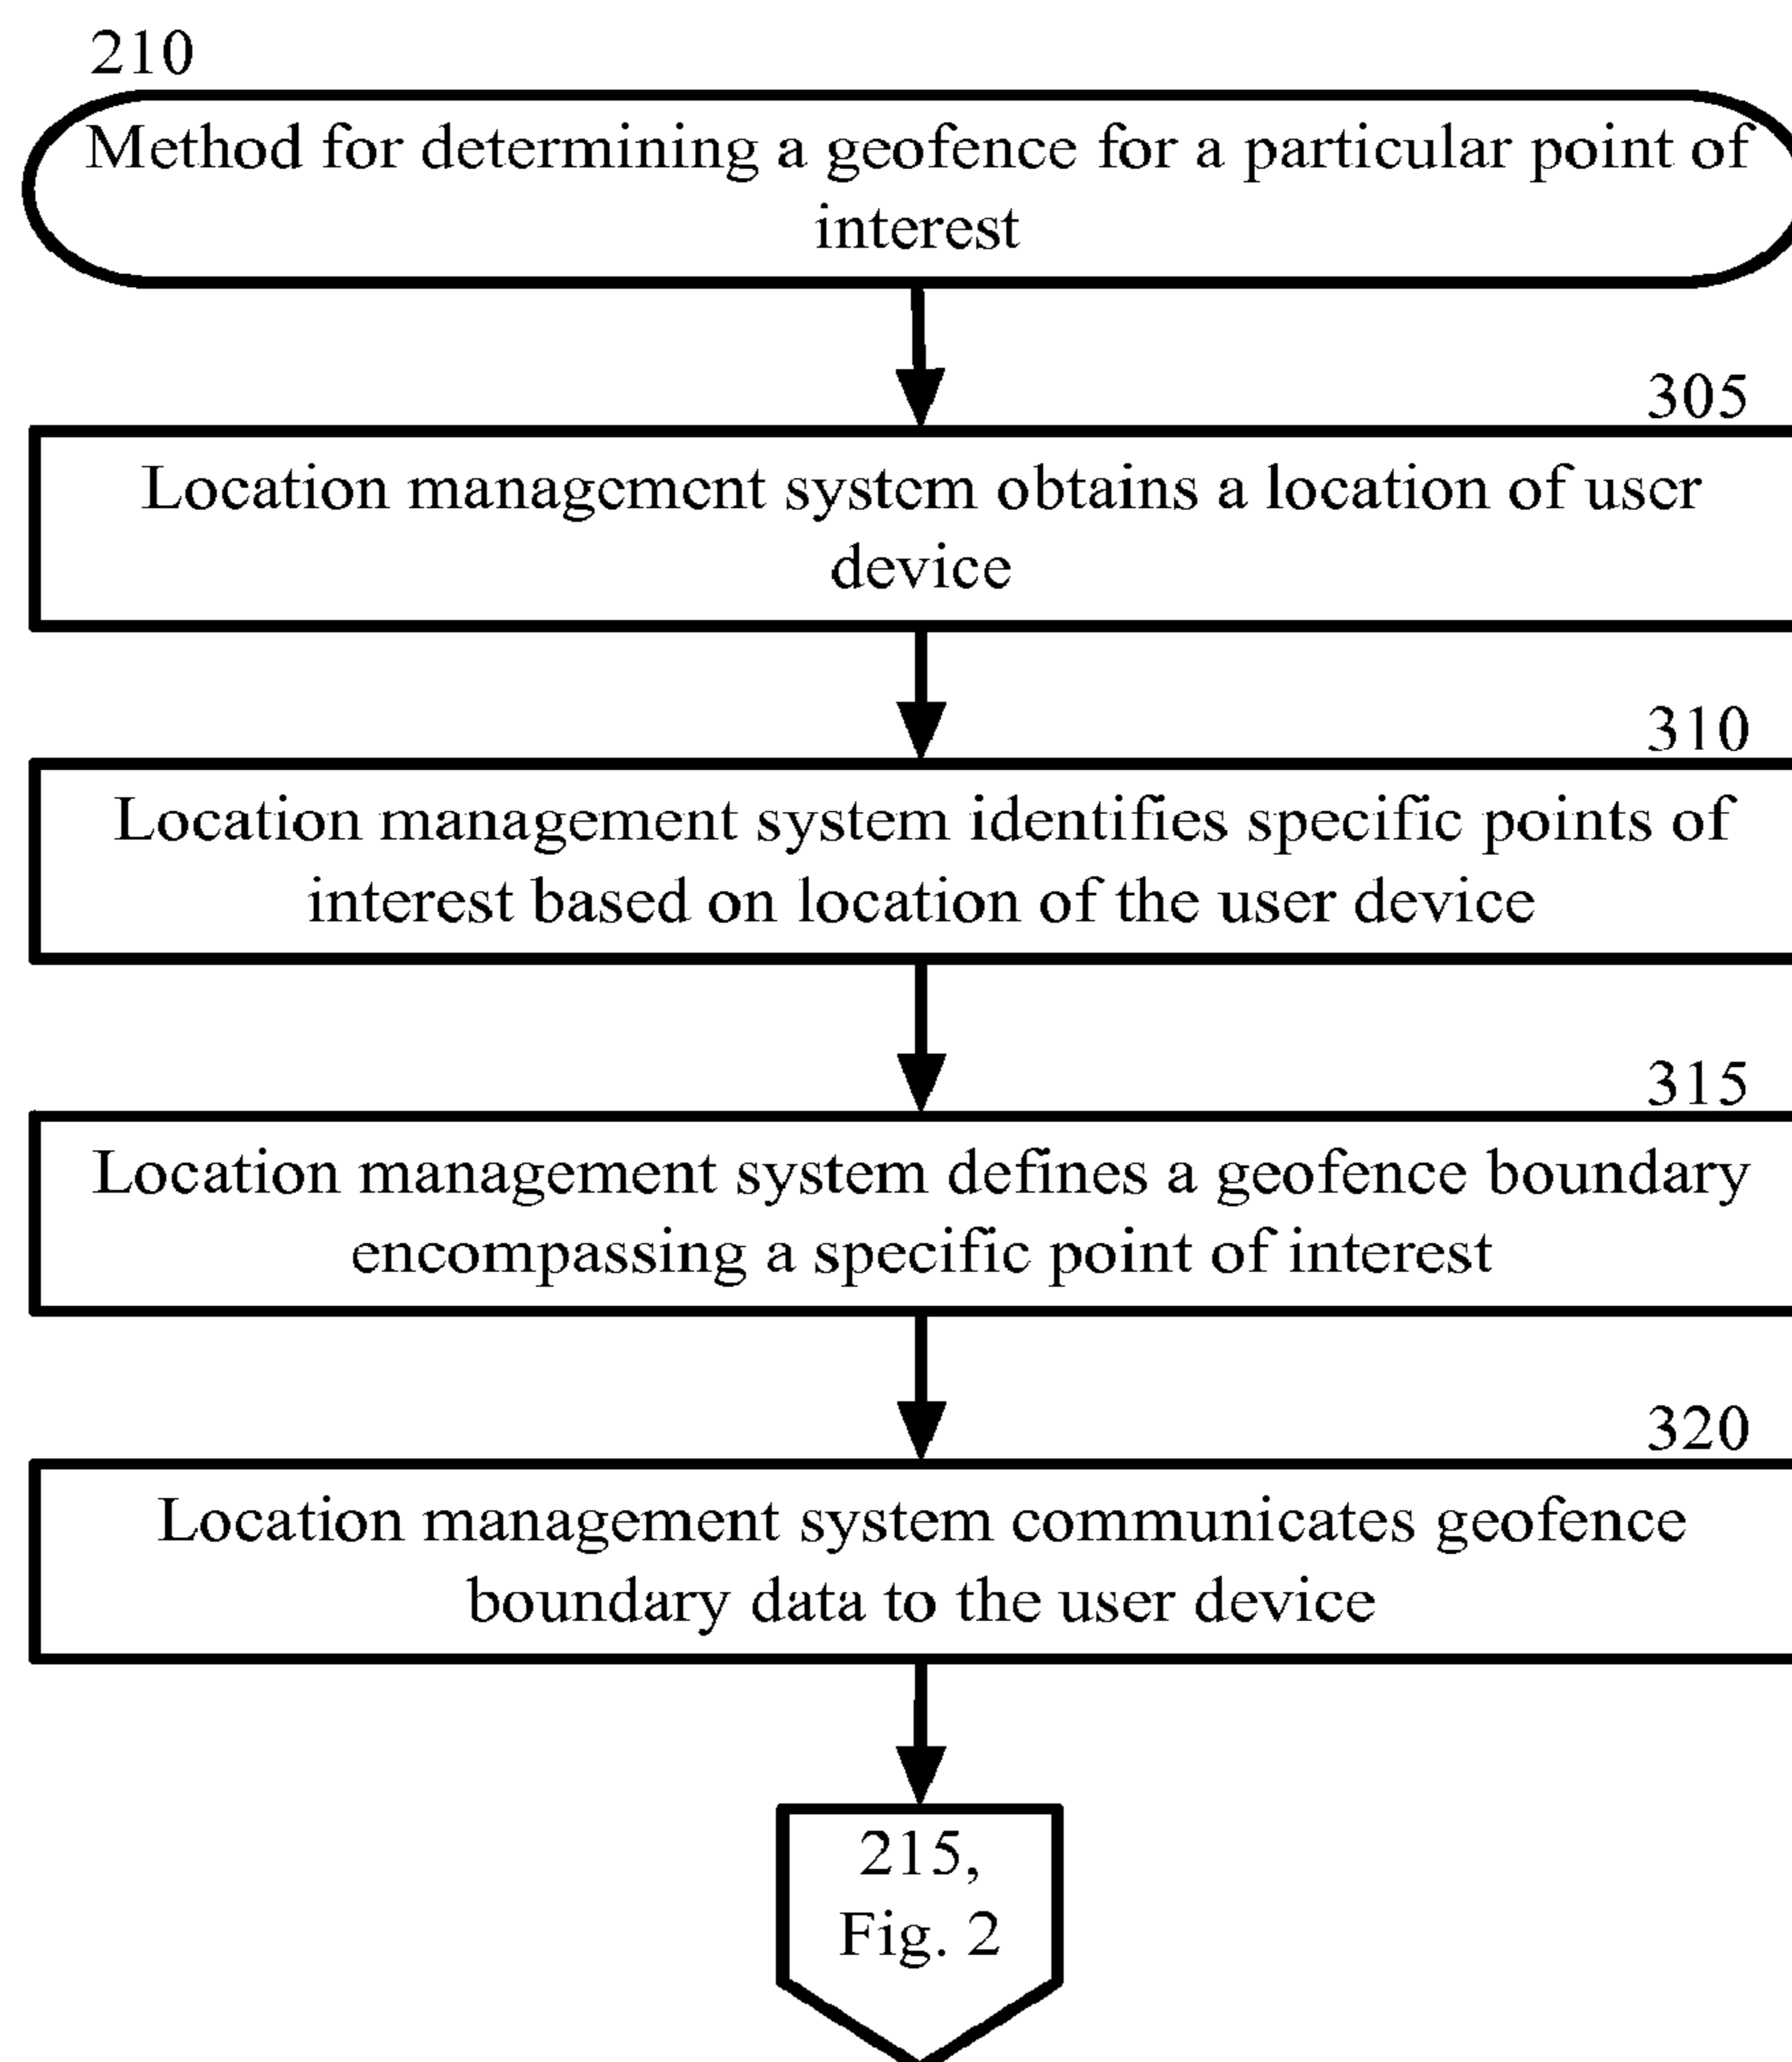 210
Method for determining a geofence for a particular point of
interest
305
Location management system obtains a location of user
device
310
Location management system identifies specific points of
interest based on location of the user device
315
Location management system defines a geofence boundary
encompassing a specific point of interest
320
Location management system communicates geofence
boundary data to the user device
215,
Fig. 2